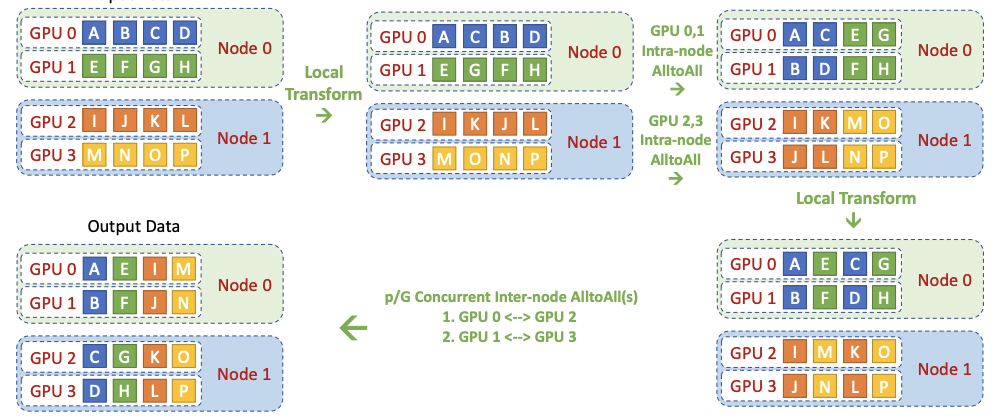 GPU 0 A B C D
GPU 1 E F G H
Node 0
GPU 2 I J K L
GPU 3 M N O P
Node 1
Local
Transform
→
GPU 0 A C B D
GPU 1 E G F H
Node 0
GPU 2 I K J L
GPU 3 M O N P
Node 1
GPU 0,1
Intra-node
AlltoAll
→
GPU 2,3
Intra-node
AlltoAll
→
GPU 0 A C E G
GPU 1 B D F H
Node 0
GPU 2 I K M O
GPU 3 J L N P
Node 1
Local Transform
↓
GPU 0 A E C G
GPU 1 B F D H
Node 0
GPU 2 I M K O
GPU 3 J N L P
Node 1
p/G Concurrent Inter-node AlltoAll(s)
1. GPU 0 <--> GPU 2
2. GPU 1 <--> GPU 3
←
Output Data
GPU 0 A E I M
GPU 1 B F J N
Node 0
GPU 2 C G K O
GPU 3 D H L P
Node 1